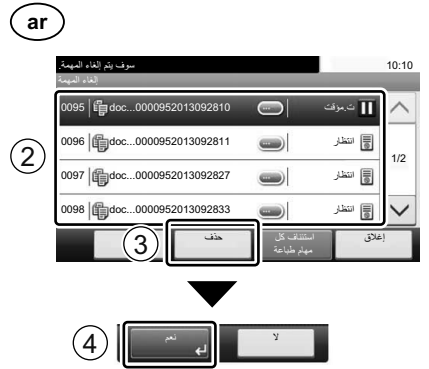 ar
سوف يتم إلغاء المهمة.
10:10
إلغاء المهمة
0095 doc...0000952013092810 ت.موقت
0096 doc...0000952013092811 انتظار
0097 doc...0000952013092827 انتظار
0098 doc...0000952013092833 انتظار
1/2
2
3
حذف
استئناف كل
مهام طباعة
إغلاق
4
نعم
لا